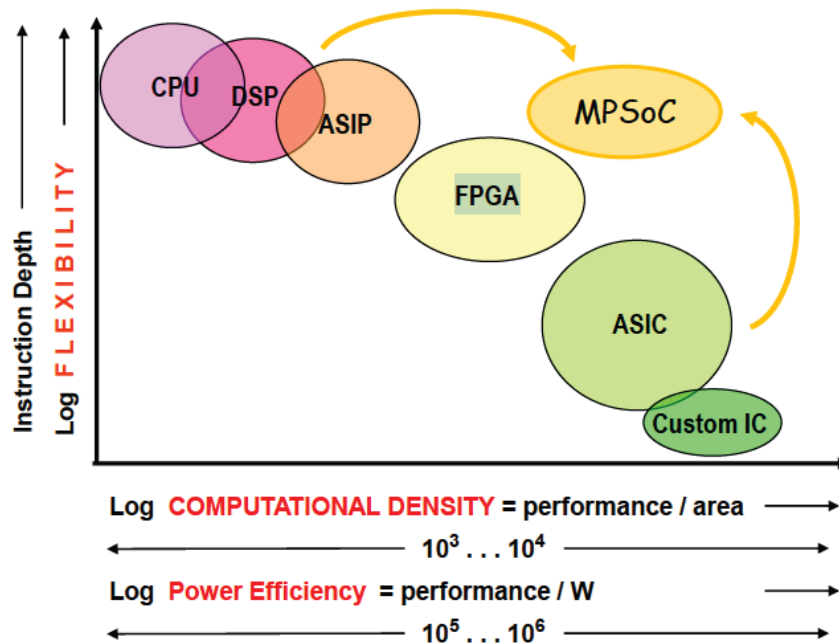 Instruction Depth
Log FLEXIBILITY
CPU
DSP
ASIP
MPSoC
FPGA
ASIC
Custom IC
Log COMPUTATIONAL DENSITY = performance / area
10³ . . . 10⁴
Log Power Efficiency = performance / W
10⁵ . . . 10⁶